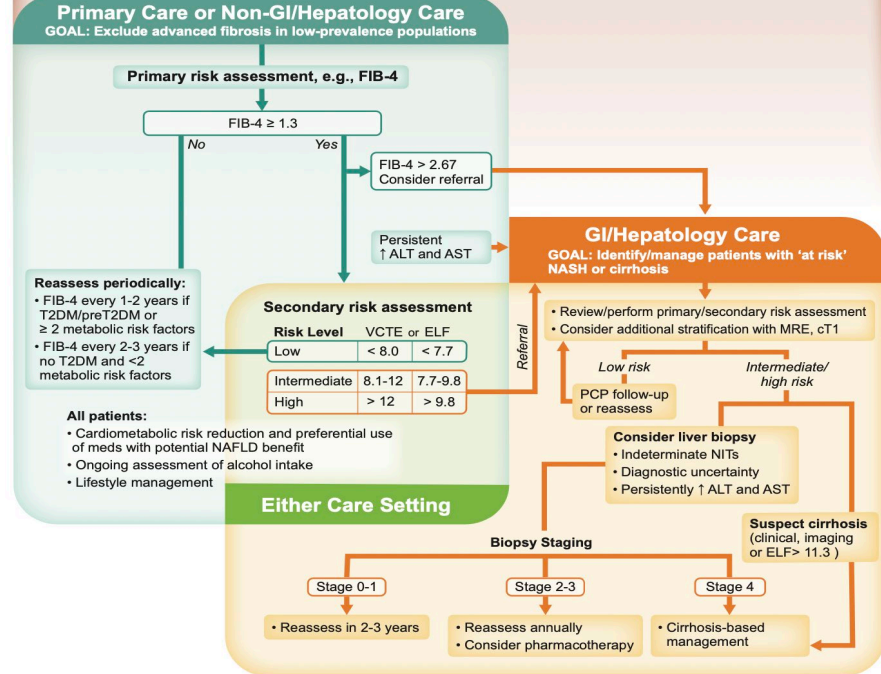 Primary Care or Non-GI/Hepatology Care
GOAL: Exclude advanced fibrosis in low-prevalence populations
Primary risk assessment, e.g., FIB-4
FIB-4 ≥ 1.3
No
Yes
FIB-4 > 2.67
Consider referral
Persistent
↑ ALT and AST
GI/Hepatology Care
GOAL: Identify/manage patients with ‘at risk’
NASH or cirrhosis
Reassess periodically:
• FIB-4 every 1-2 years if
T2DM/preT2DM or
≥ 2 metabolic risk factors
• FIB-4 every 2-3 years if
no T2DM and <2
metabolic risk factors
Secondary risk assessment
Risk Level VCTE or ELF
Low < 8.0 < 7.7
Intermediate 8.1-12 7.7-9.8
High > 12 > 9.8
Referral
• Review/perform primary/secondary risk assessment
• Consider additional stratification with MRE, cT1
Low risk
Intermediate/
high risk
PCP follow-up
or reassess
All patients:
• Cardiometabolic risk reduction and preferential use
of meds with potential NAFLD benefit
• Ongoing assessment of alcohol intake
• Lifestyle management
Either Care Setting
Consider liver biopsy
• Indeterminate NITs
• Diagnostic uncertainty
• Persistently ↑ ALT and AST
Suspect cirrhosis
(clinical, imaging
or ELF> 11.3 )
Biopsy Staging
Stage 0-1
Stage 2-3
Stage 4
• Reassess in 2-3 years
• Reassess annually
• Consider pharmacotherapy
• Cirrhosis-based
management